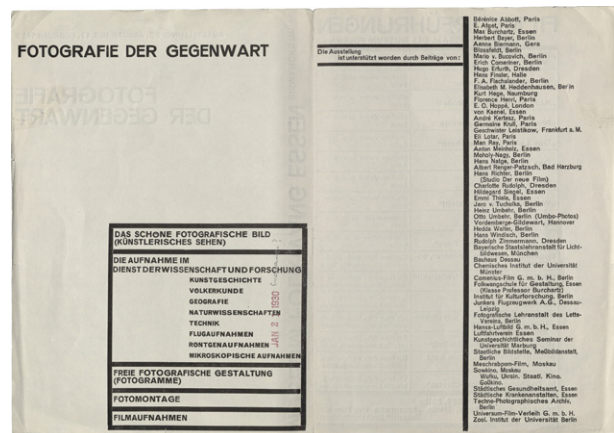 FOTOGRAFIE DER GEGENWART
DAS SCHÖNE FOTOGRAFISCHE BILD
(KÜNSTLERISCHES SEHEN)
DIE AUFNAHME IM
DIENST DER WISSENSCHAFT UND FORSCHUNG
KUNSTGESCHICHTE
VÖLKERKUNDE
GEOGRAFIE
NATURWISSENSCHAFTEN
TECHNIK
FLUGAUFNAHMEN
RÖNTGENAUFNAHMEN
MIKROSKOPISCHE AUFNAHMEN
JAN 2 1930
FREIE FOTOGRAFISCHE GESTALTUNG
(FOTOGRAMME)
FOTOMONTAGE
FILMAUFNAHMEN
Die Ausstellung
ist unterstützt worden durch Beiträge von:
Bérénice Abbott, Paris
E. Atget, Paris
Max Burchartz, Essen
Herbert Bayer, Berlin
Aenne Biermann, Gera
Blossfeldt, Berlin
Mario v. Bucovich, Berlin
Erich Comeriner, Berlin
Hugo Erfurth, Dresden
Hans Finsler, Halle
F. A. Flachslander, Berlin
Elisabeth M. Heddenhausen, Berlin
Kurt Hege, Naumburg
Florence Henri, Paris
E. O. Hoppé, London
von Kaenel, Essen
André Kertesz, Paris
Germaine Krull, Paris
Geschwister Leistikow, Frankfurt a. M.
Eli Lotar, Paris
Man Ray, Paris
Anton Meinholz, Essen
Moholy-Nagy, Berlin
Hans Natge, Berlin
Albert Renger-Patzsch, Bad Harzburg
Hans Richter, Berlin
(Studio Der neue Film)
Charlotte Rudolph, Dresden
Hildegard Siegel, Essen
Emmi Thiele, Essen
Jero v. Tucholka, Berlin
Heinz Umbehr, Berlin
Otto Umbehr, Berlin (Umbo-Photos)
Vordemberge-Gildewart, Hannover
Hedda Walter, Berlin
Hans Windisch, Berlin
Rudolph Zimmermann, Dresden
Bayerische Staatslehranstalt für Licht-
bildwesen, München
Bauhaus Dessau
Chemisches Institut der Universität
Münster
Comenius-Film G. m. b. H., Berlin
Folkwangschule für Gestaltung, Essen
(Klasse Professor Burchartz)
Institut für Kulturforschung, Berlin
Junkers Flugzeugwerk A.G., Dessau-
Leipzig
Fotografische Lehranstalt des Lette-
Vereins, Berlin
Hansa-Luftbild G. m. b. H., Essen
Luftfahrtverein Essen
Kunstgeschichtliches Seminar der
Universität Marburg
Staatliche Bildstelle, Meßbildanstalt,
Berlin
Meschrabpom-Film, Moskau
Sowkino, Moskau
Wufku, Ukrain. Staatl. Kino.
Goßkino.
Städtisches Gesundheitsamt, Essen
Städtische Krankenanstalten, Essen
Techno-Photographisches Archiv,
Berlin
Universum-Film-Verleih G. m. b. H.
Zool. Institut der Universität Berlin